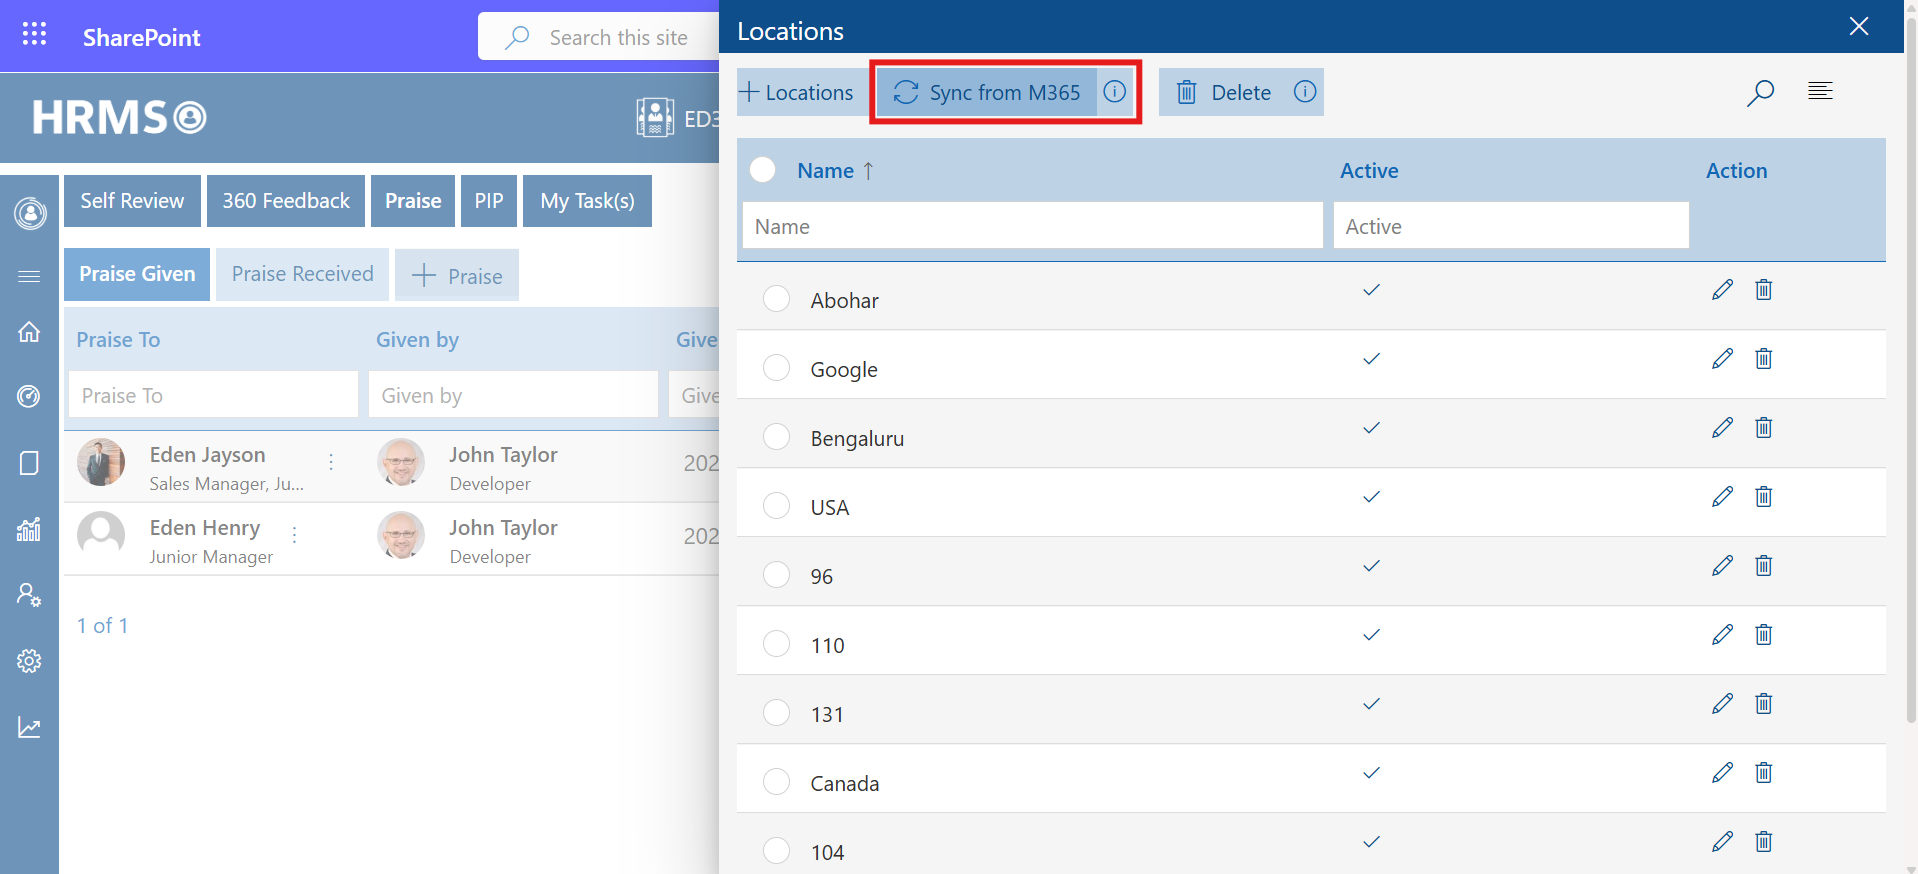 SharePoint
Search this site
HRMS
ED3
Self Review
360 Feedback
Praise
PIP
My Task(s)
Praise Given
Praise Received
+ Praise
Praise To
Given by
Give
Praise To
Given by
Give
Eden Jayson
Sales Manager, Ju...
John Taylor
Developer
202
Eden Henry
Junior Manager
John Taylor
Developer
202
1 of 1
Locations
+ Locations
Sync from M365
Delete
Name ↑
Active
Action
Name
Active
Abohar
Google
Bengaluru
USA
96
110
131
Canada
104